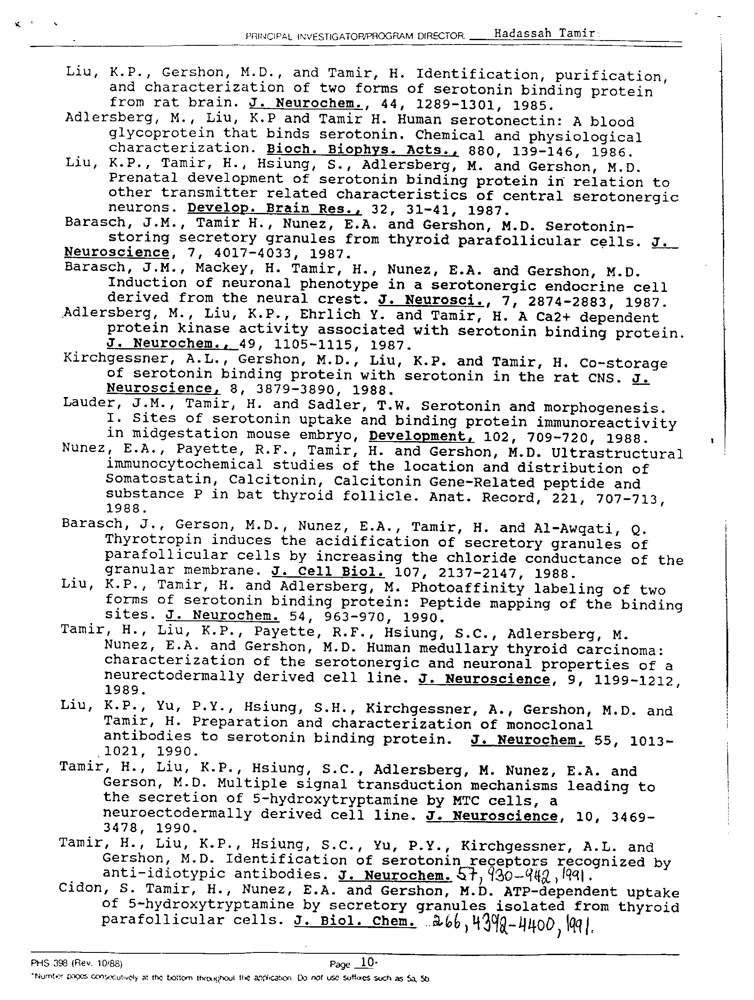 PRINCIPAL INVESTIGATOR/PROGRAM DIRECTOR Hadassah Tamir
Liu, K.P., Gershon, M.D., and Tamir, H. Identification, purification,
and characterization of two forms of serotonin binding protein
from rat brain. J. Neurochem., 44, 1289-1301, 1985.
Adlersberg, M., Liu, K.P and Tamir H. Human serotonectin: A blood
glycoprotein that binds serotonin. Chemical and physiological
characterization. Bioch. Biophys. Acts., 880, 139-146, 1986.
Liu, K.P., Tamir, H., Hsiung, S., Adlersberg, M. and Gershon, M.D.
Prenatal development of serotonin binding protein in relation to
other transmitter related characteristics of central serotonergic
neurons. Develop. Brain Res., 32, 31-41, 1987.
Barasch, J.M., Tamir H., Nunez, E.A. and Gershon, M.D. Serotonin-
storing secretory granules from thyroid parafollicular cells. J.
Neuroscience, 7, 4017-4033, 1987.
Barasch, J.M., Mackey, H. Tamir, H., Nunez, E.A. and Gershon, M.D.
Induction of neuronal phenotype in a serotonergic endocrine cell
derived from the neural crest. J. Neurosci., 7, 2874-2883, 1987.
Adlersberg, M., Liu, K.P., Ehrlich Y. and Tamir, H. A Ca2+ dependent
protein kinase activity associated with serotonin binding protein.
J. Neurochem., 49, 1105-1115, 1987.
Kirchgessner, A.L., Gershon, M.D., Liu, K.P. and Tamir, H. Co-storage
of serotonin binding protein with serotonin in the rat CNS. J.
Neuroscience, 8, 3879-3890, 1988.
Lauder, J.M., Tamir, H. and Sadler, T.W. Serotonin and morphogenesis.
I. Sites of serotonin uptake and binding protein immunoreactivity
in midgestation mouse embryo, Development, 102, 709-720, 1988.
Nunez, E.A., Payette, R.F., Tamir, H. and Gershon, M.D. Ultrastructural
immunocytochemical studies of the location and distribution of
Somatostatin, Calcitonin, Calcitonin Gene-Related peptide and
substance P in bat thyroid follicle. Anat. Record, 221, 707-713,
1988.
Barasch, J., Gerson, M.D., Nunez, E.A., Tamir, H. and Al-Awqati, Q.
Thyrotropin induces the acidification of secretory granules of
parafollicular cells by increasing the chloride conductance of the
granular membrane. J. Cell Biol. 107, 2137-2147, 1988.
Liu, K.P., Tamir, H. and Adlersberg, M. Photoaffinity labeling of two
forms of serotonin binding protein: Peptide mapping of the binding
sites. J. Neurochem. 54, 963-970, 1990.
Tamir, H., Liu, K.P., Payette, R.F., Hsiung, S.C., Adlersberg, M.
Nunez, E.A. and Gershon, M.D. Human medullary thyroid carcinoma:
characterization of the serotonergic and neuronal properties of a
neurectodermally derived cell line. J. Neuroscience, 9, 1199-1212,
1989.
Liu, K.P., Yu, P.Y., Hsiung, S.H., Kirchgessner, A., Gershon, M.D. and
Tamir, H. Preparation and characterization of monoclonal
antibodies to serotonin binding protein. J. Neurochem. 55, 1013-
1021, 1990.
Tamir, H., Liu, K.P., Hsiung, S.C., Adlersberg, M. Nunez, E.A. and
Gerson, M.D. Multiple signal transduction mechanisms leading to
the secretion of 5-hydroxytryptamine by MTC cells, a
neuroectodermally derived cell line. J. Neuroscience, 10, 3469-
3478, 1990.
Tamir, H., Liu, K.P., Hsiung, S.C., Yu, P.Y., Kirchgessner, A.L. and
Gershon, M.D. Identification of serotonin receptors recognized by
anti-idiotypic antibodies. J. Neurochem. 57, 930-942, 1991.
Cidon, S. Tamir, H., Nunez, E.A. and Gershon, M.D. ATP-dependent uptake
of 5-hydroxytryptamine by secretory granules isolated from thyroid
parafollicular cells. J. Biol. Chem. 266, 4392-4400, 1991.
PHS 398 (Rev. 10/88) Page 10
*Number pages consecutively at the bottom throughout the application. Do not use suffixes such as 5a, 5b.